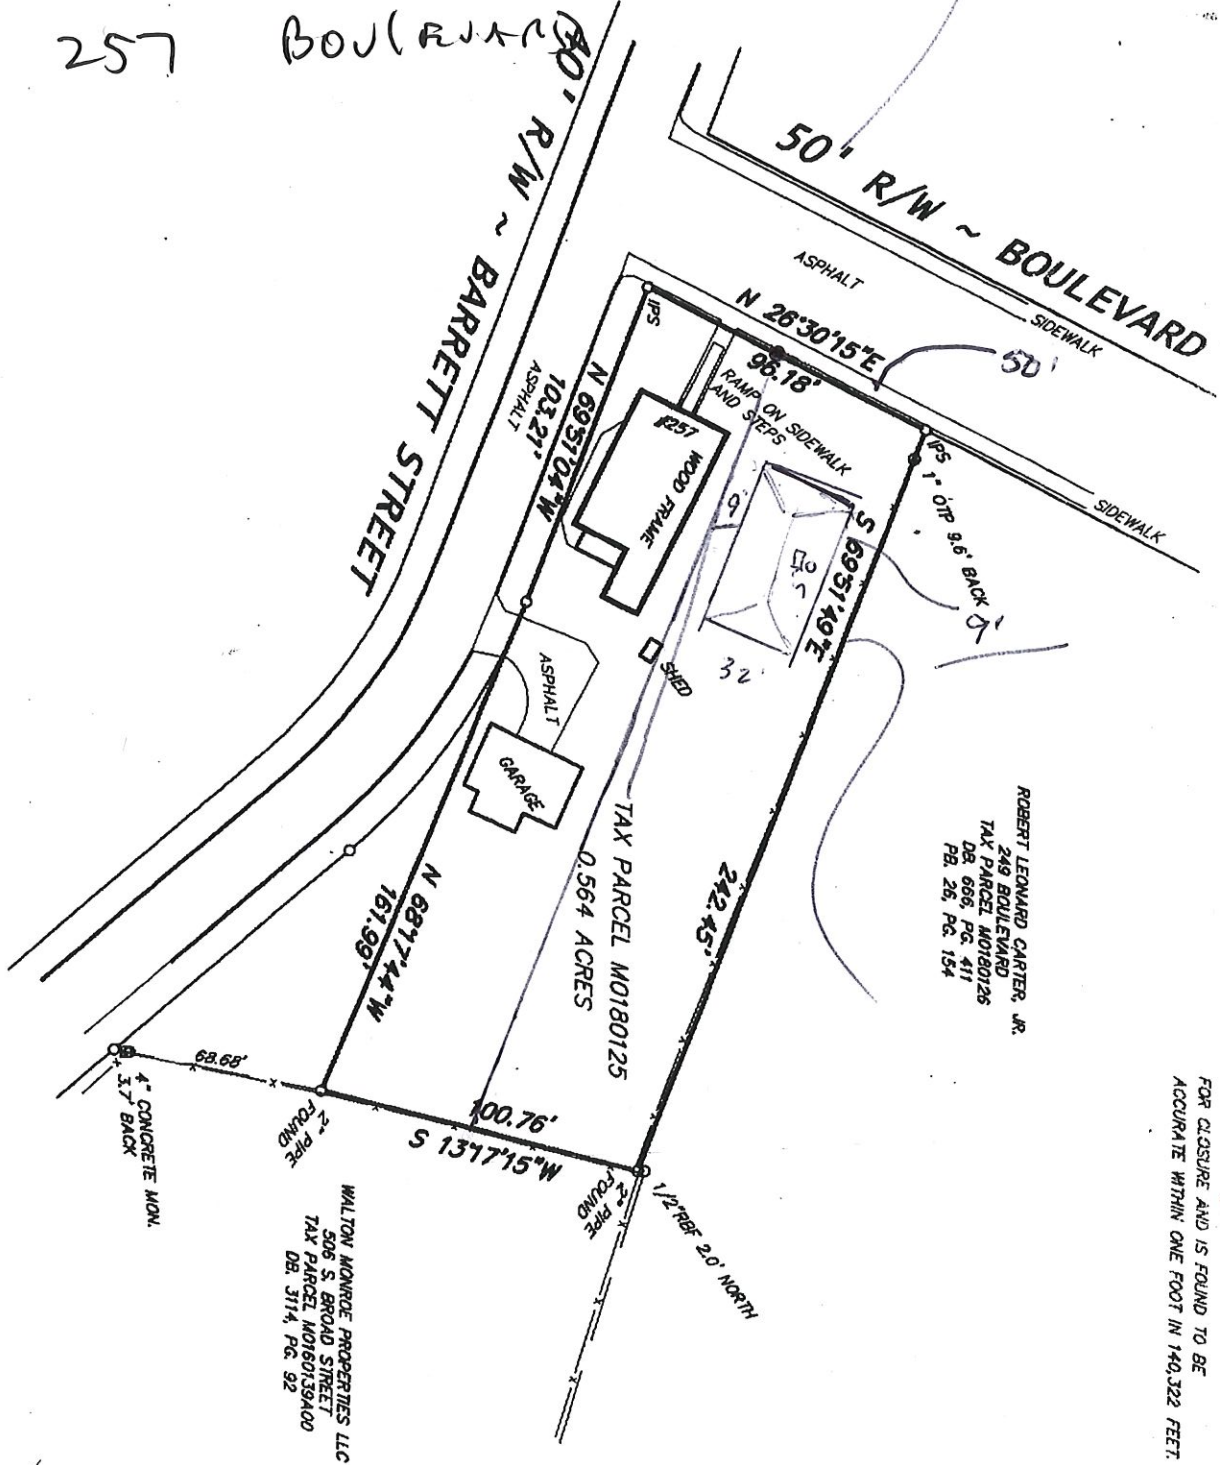 257 BOULEVARD
50' R/W ~ BOULEVARD
R/W ~ BARRETT STREET
ASPHALT
SIDEWALK
N 26°30'15"E
96.18'
50'
IPS
IPS
SIDEWALK
1" OTP 9.6' BACK
RAMP ON SIDEWALK
AND STEPS
ASPHALT
N 69°51'04"W
103.21'
#257
WOOD FRAME
9'
S 69°51'49"E
9'
32'
SHED
ASPHALT
GARAGE
TAX PARCEL M0180125
0.564 ACRES
242.45'
ROBERT LEONARD CARTER, JR.
249 BOULEVARD
TAX PARCEL M0180126
DB. 666, PG. 411
PB. 26, PG. 154
N 68°17'44"W
161.99'
68.68'
4" CONCRETE MON.
3.7' BACK
2" PIPE
FOUND
100.76'
S 13°17'15"W
2" PIPE
FOUND
1/2"RBF 2.0' NORTH
WALTON MONROE PROPERTIES LLC
506 S. BROAD STREET
TAX PARCEL M0160139A00
DB. 3114, PG. 92
FOR CLOSURE AND IS FOUND TO BE
ACCURATE WITHIN ONE FOOT IN 140,322 FEET.